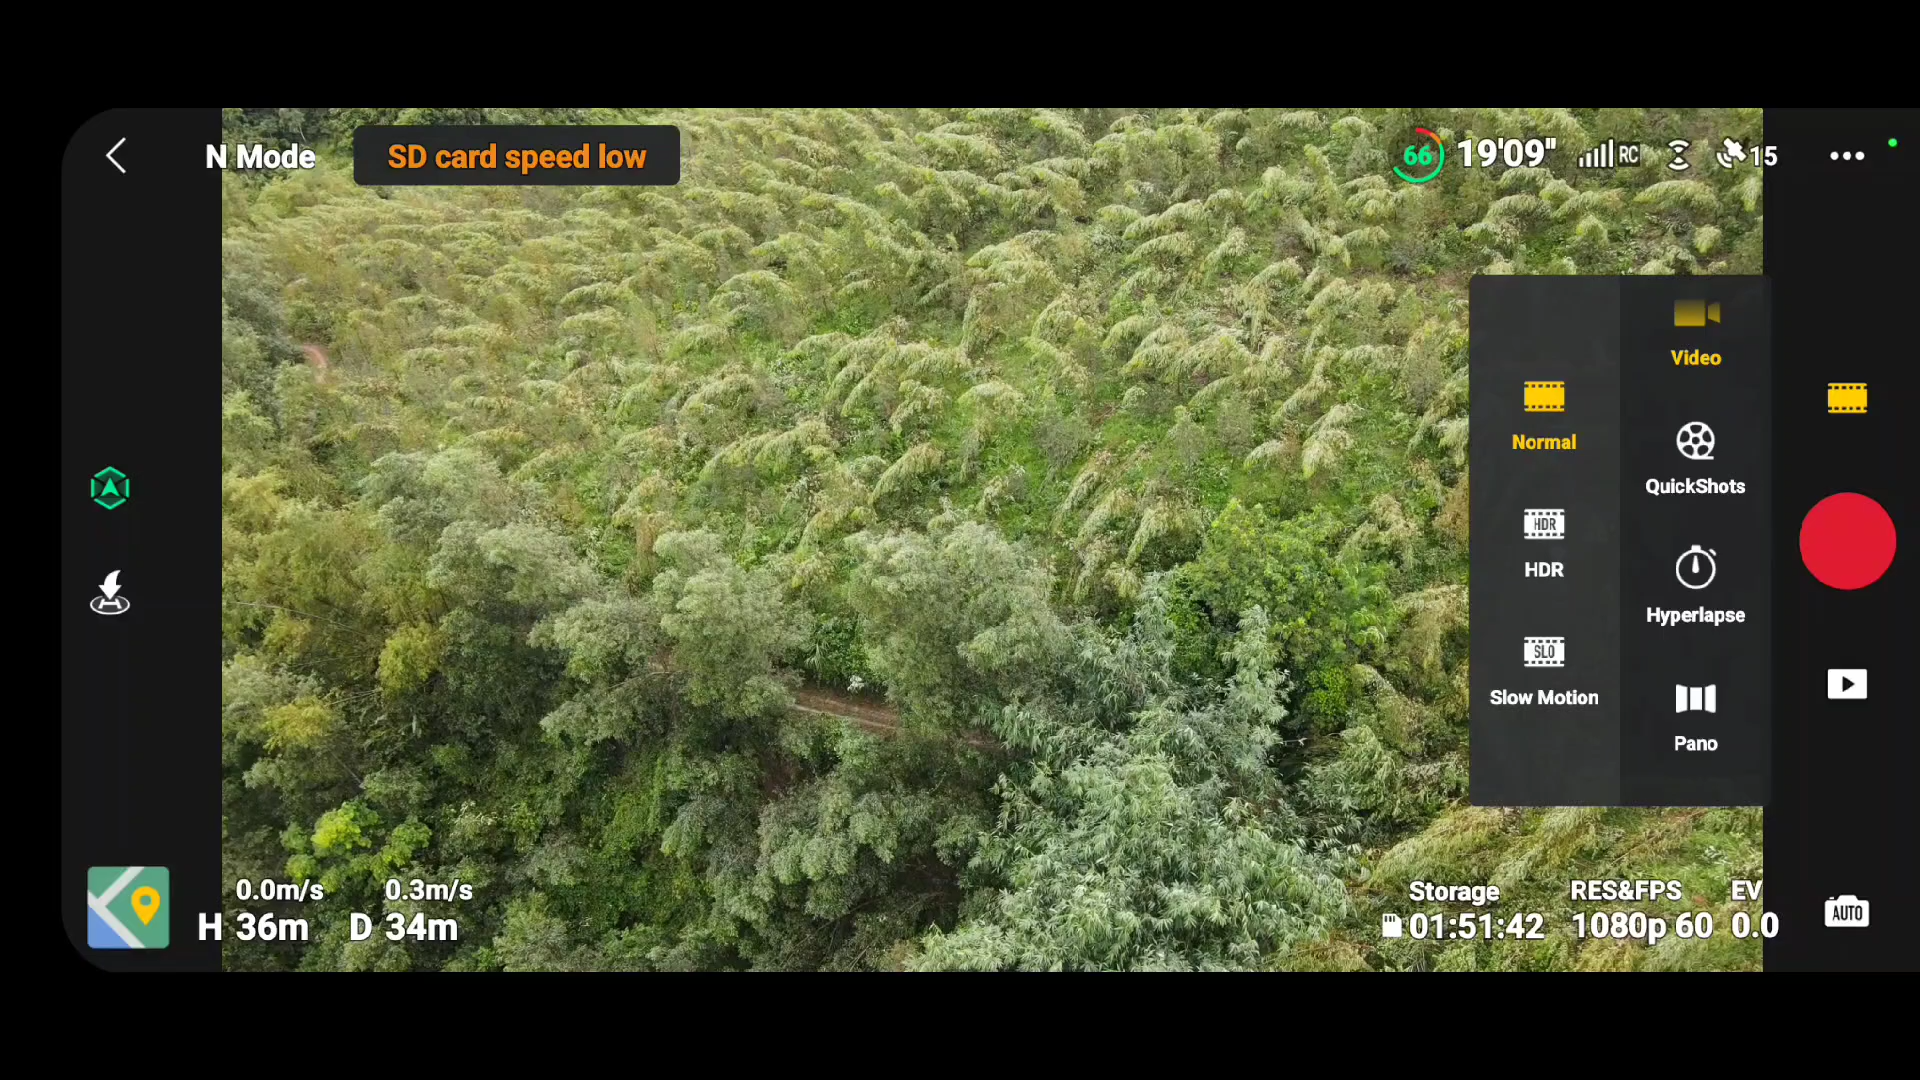 N Mode
SD card speed low
66
19'09"
RC
15
Video
Normal
QuickShots
HDR
HDR
Hyperlapse
SLO
Slow Motion
Pano
0.0m/s
0.3m/s
H 36m
D 34m
Storage
01:51:42
RES&FPS
1080p 60
EV
0.0
AUTO